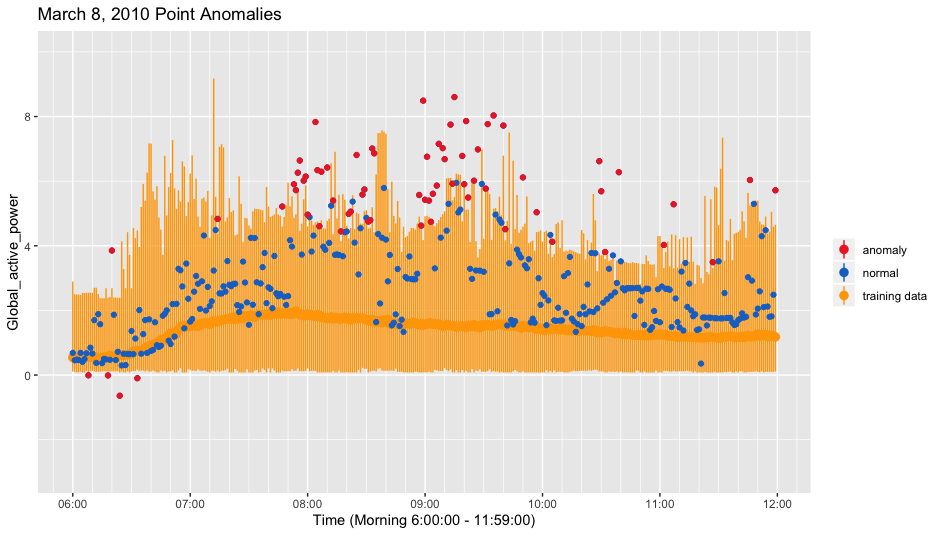 March 8, 2010 Point Anomalies
Global_active_power
8
4
0
06:00 07:00 08:00 09:00 10:00 11:00 12:00
Time (Morning 6:00:00 - 11:59:00)
anomaly
normal
training data